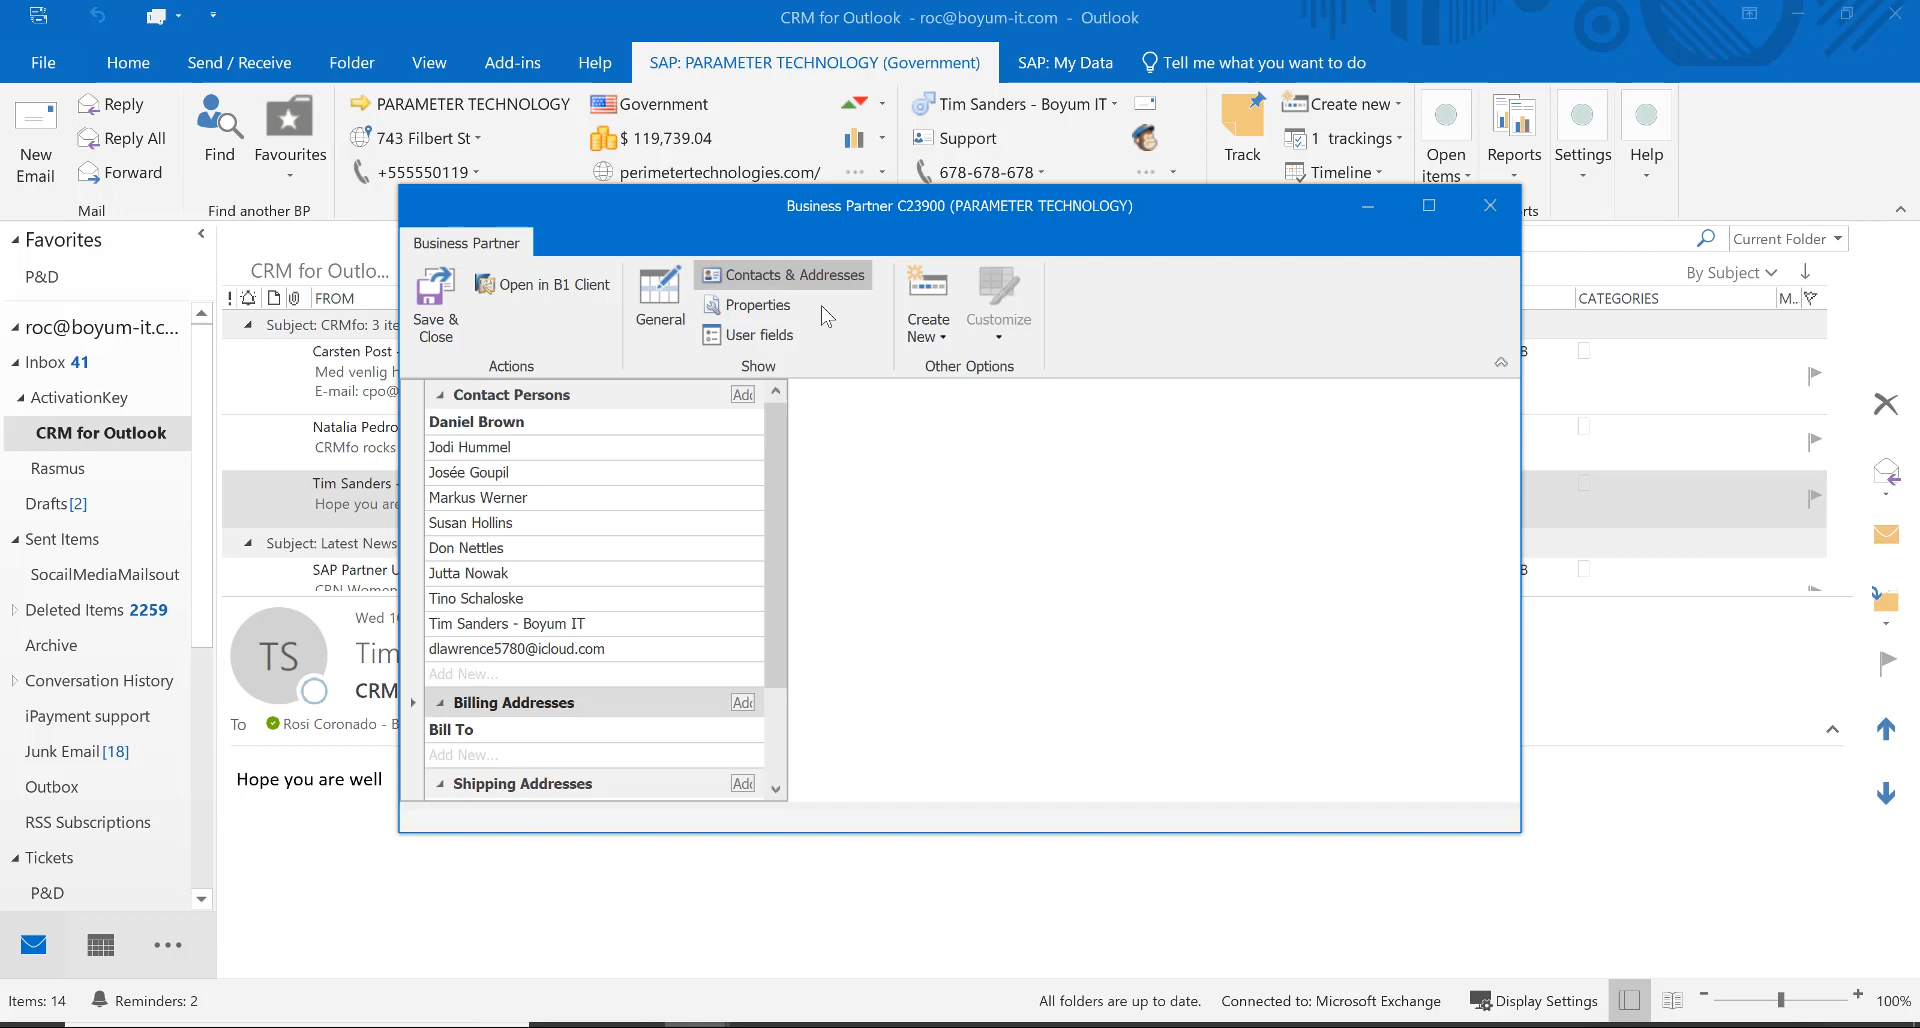 CRM for Outlook - roc@boyum-it.com - Outlook
File Home Send / Receive Folder View Add-ins Help SAP: PARAMETER TECHNOLOGY (Government) SAP: My Data Tell me what you want to do
New Email
Reply
Reply All
Forward
Mail
Find
Favourites
Find another BP
PARAMETER TECHNOLOGY
743 Filbert St
+555550119
Government
$ 119,739.04
perimetertechnologies.com/
Tim Sanders - Boyum IT
Support
678-678-678
Track
Create new
1 trackings
Timeline
Open items
Reports
Settings
Help
rts
Favorites
P&D
roc@boyum-it.c...
Inbox 41
ActivationKey
CRM for Outlook
Rasmus
Drafts [2]
Sent Items
SocailMediaMailsout
Deleted Items 2259
Archive
Conversation History
iPayment support
Junk Email [18]
Outbox
RSS Subscriptions
Tickets
P&D
CRM for Outlo...
Current Folder
By Subject
! FROM
CATEGORIES M..
Subject: CRMfo: 3 ite
Carsten Post -
Med venlig h
E-mail: cpo@
Natalia Pedro
CRMfo rocks
Tim Sanders -
Hope you are
Subject: Latest News
SAP Partner U
CRN Women
TS
Wed 1
Tim
CRM
To Rosi Coronado - B
Hope you are well
Business Partner C23900 (PARAMETER TECHNOLOGY)
Business Partner
Save & Close
Open in B1 Client
Actions
General
Contacts & Addresses
Properties
User fields
Show
Create New
Customize
Other Options
Contact Persons Add
Daniel Brown
Jodi Hummel
Josée Goupil
Markus Werner
Susan Hollins
Don Nettles
Jutta Nowak
Tino Schaloske
Tim Sanders - Boyum IT
dlawrence5780@icloud.com
Add New...
Billing Addresses Add
Bill To
Add New...
Shipping Addresses Add
Items: 14 Reminders: 2 All folders are up to date. Connected to: Microsoft Exchange Display Settings 100%